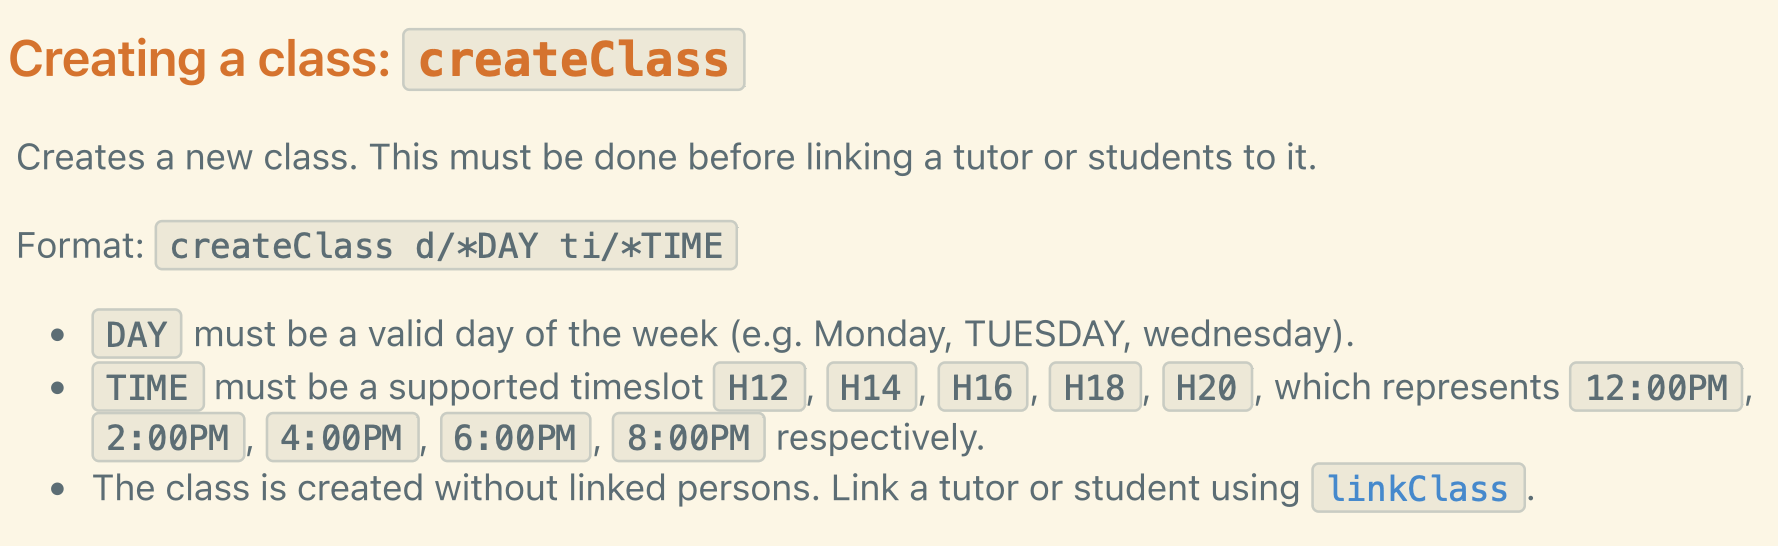 Creating a class: createClass
Creates a new class. This must be done before linking a tutor or students to it.
Format: createClass d/*DAY ti/*TIME
• DAY must be a valid day of the week (e.g. Monday, TUESDAY, wednesday).
• TIME must be a supported timeslot H12, H14, H16, H18, H20, which represents 12:00PM,
2:00PM, 4:00PM, 6:00PM, 8:00PM respectively.
• The class is created without linked persons. Link a tutor or student using linkClass.